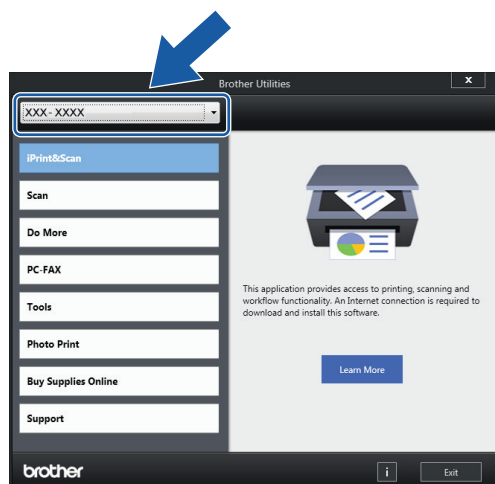 Brother Utilities
x
XXX-XXXX
iPrint&Scan
Scan
Do More
PC-FAX
Tools
Photo Print
Buy Supplies Online
Support
This application provides access to printing, scanning and
workflow functionality. An Internet connection is required to
download and install this software.
Learn More
brother
i
Exit